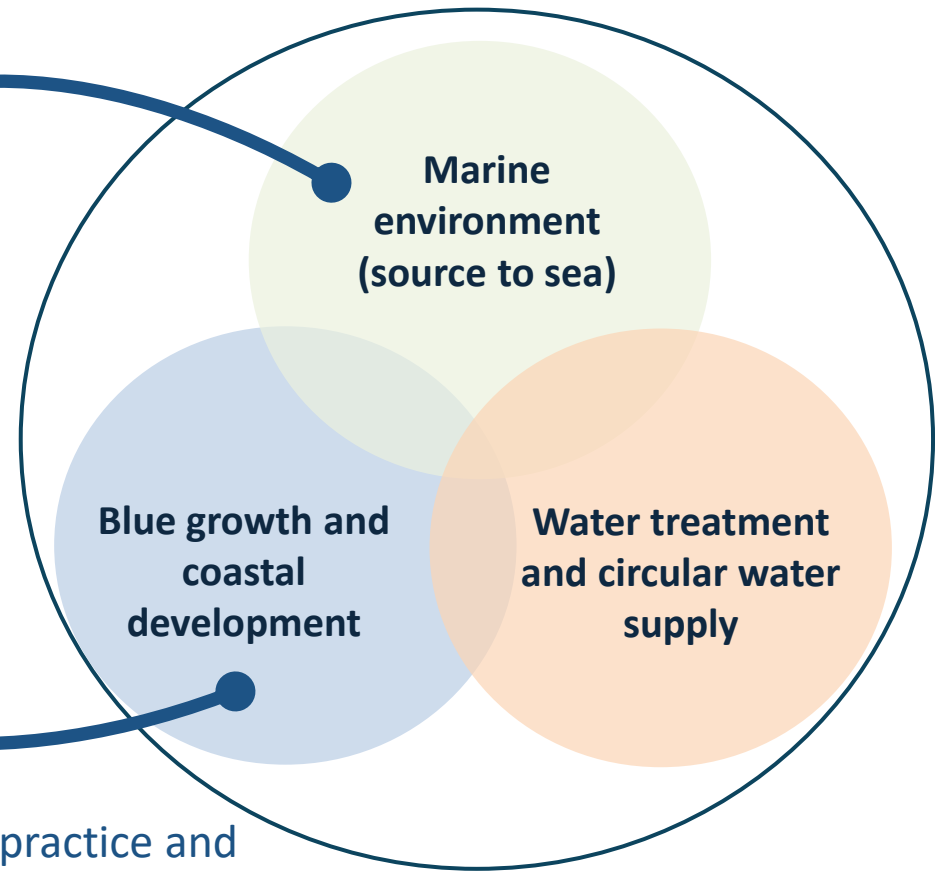 Marine
environment
(source to sea)
Blue growth and
coastal
development
Water treatment
and circular water
supply
practice and